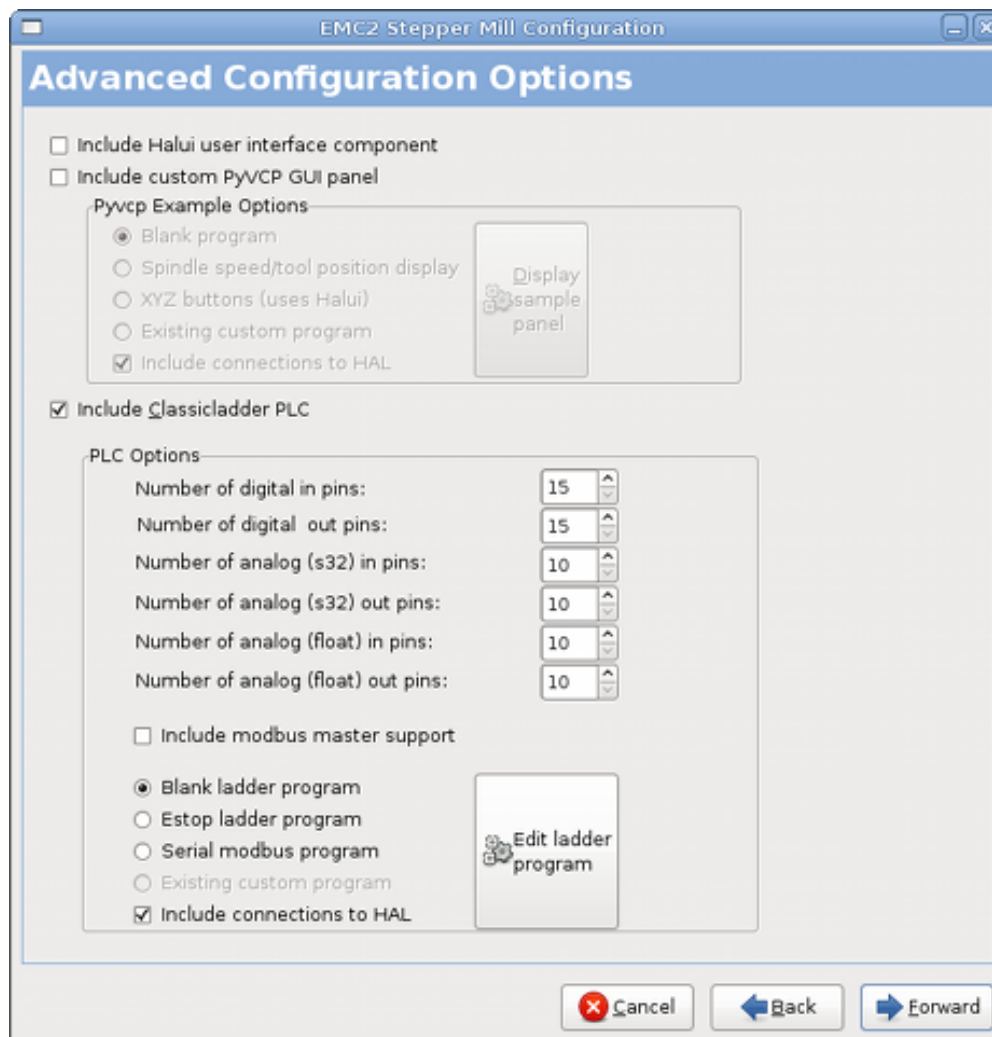 EMC2 Stepper Mill Configuration
Advanced Configuration Options
Include Halui user interface component
Include custom PyVCP GUI panel
Pyvcp Example Options
Blank program
Spindle speed/tool position display
XYZ buttons (uses Halui)
Existing custom program
Include connections to HAL
Display
sample
panel
Include Classicladder PLC
PLC Options
Number of digital in pins: 15
Number of digital out pins: 15
Number of analog (s32) in pins: 10
Number of analog (s32) out pins: 10
Number of analog (float) in pins: 10
Number of analog (float) out pins: 10
Include modbus master support
Blank ladder program
Estop ladder program
Serial modbus program
Existing custom program
Include connections to HAL
Edit ladder
program
Cancel Back Forward